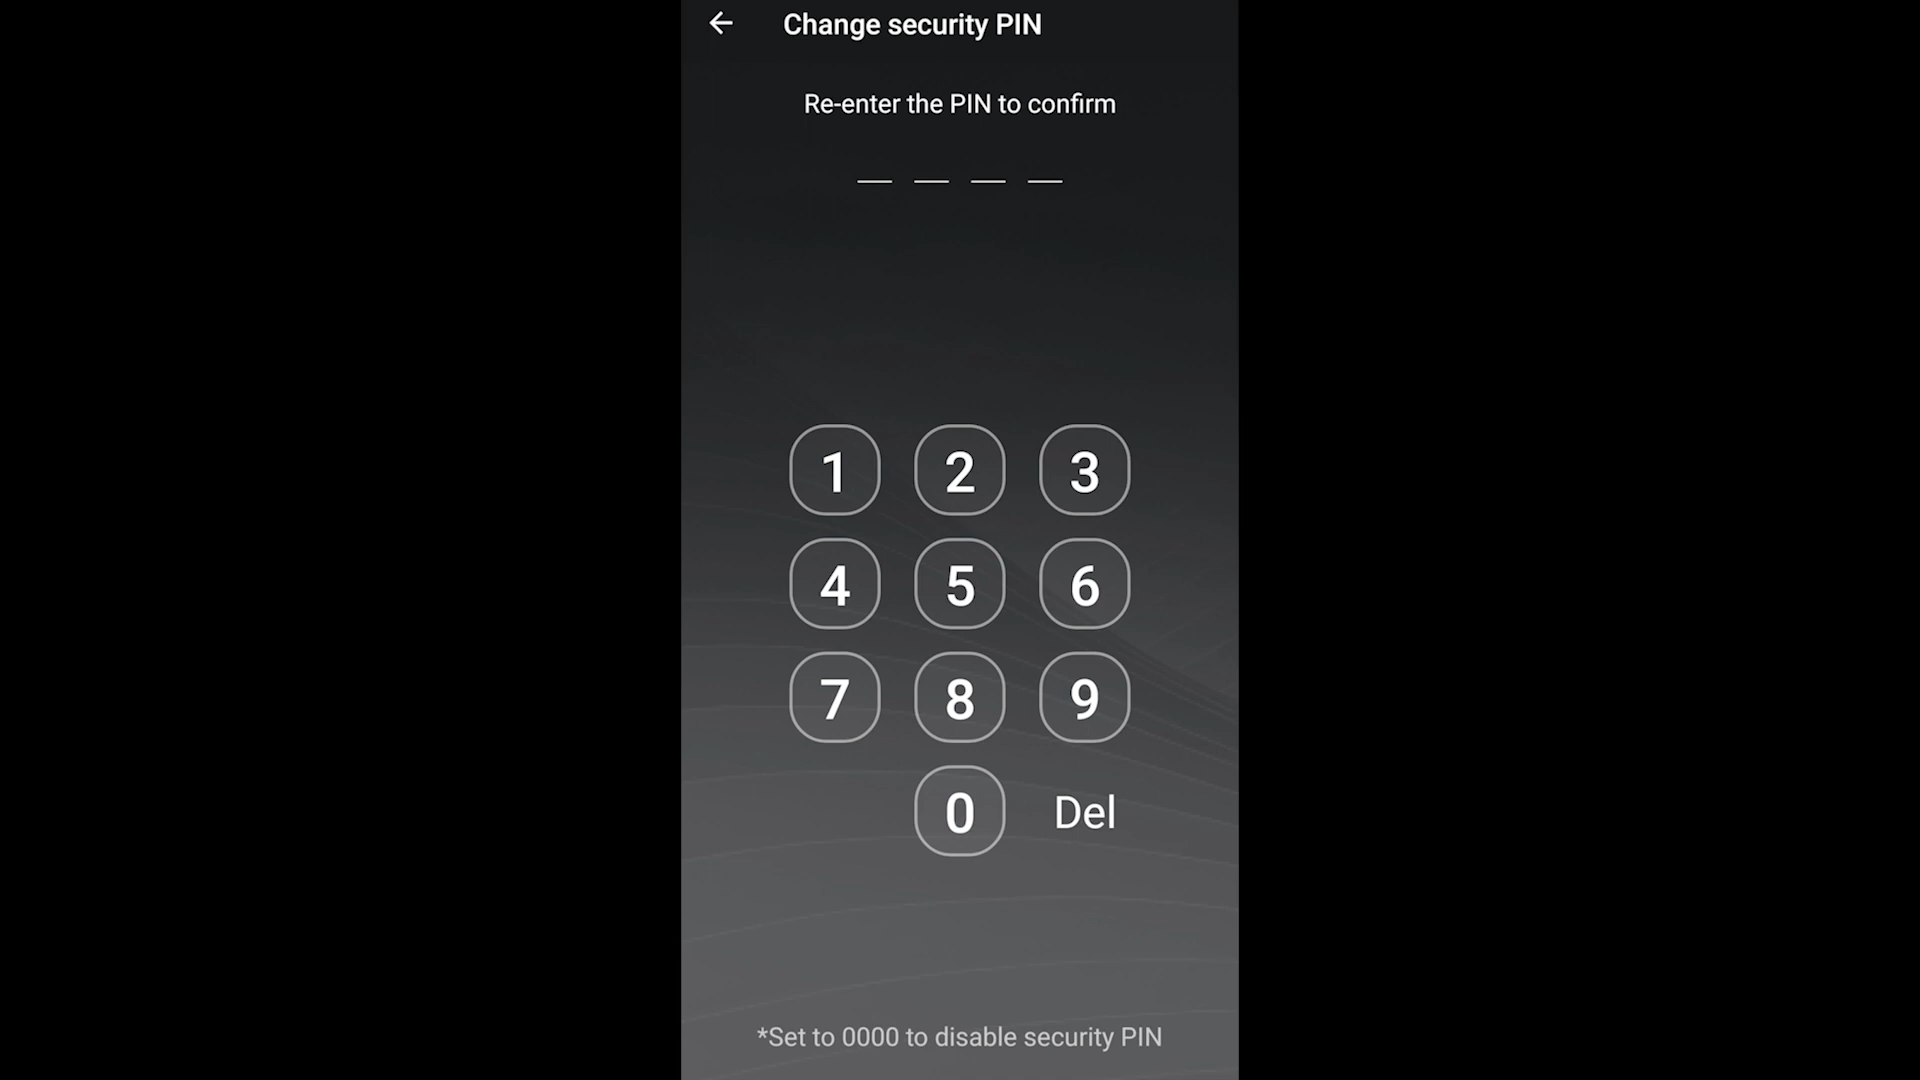 Change security PIN
Re-enter the PIN to confirm
1 2 3
4 5 6
7 8 9
0 Del
*Set to 0000 to disable security PIN